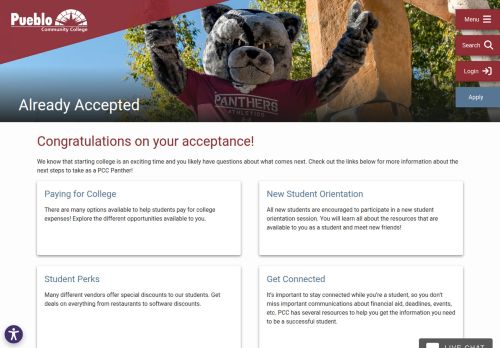 Pueblo
Community College
Menu
Search
Login
Apply
PANTHERS
ATHLETICS
Already Accepted
Congratulations on your acceptance!
We know that starting college is an exciting time and you likely have questions about what comes next. Check out the links below for more information about the
next steps to take as a PCC Panther!
Paying for College
There are many options available to help students pay for college
expenses! Explore the different opportunities available to you.
New Student Orientation
All new students are encouraged to participate in a new student
orientation session. You will learn all about the resources that are
available to you as a student and meet new friends!
Student Perks
Many different vendors offer special discounts to our students. Get
deals on everything from restaurants to software discounts.
Get Connected
It's important to stay connected while you're a student, so you don't
miss important communications about financial aid, deadlines, events,
etc. PCC has several resources to help you get the information you need
to be a successful student.
LIVE CHAT